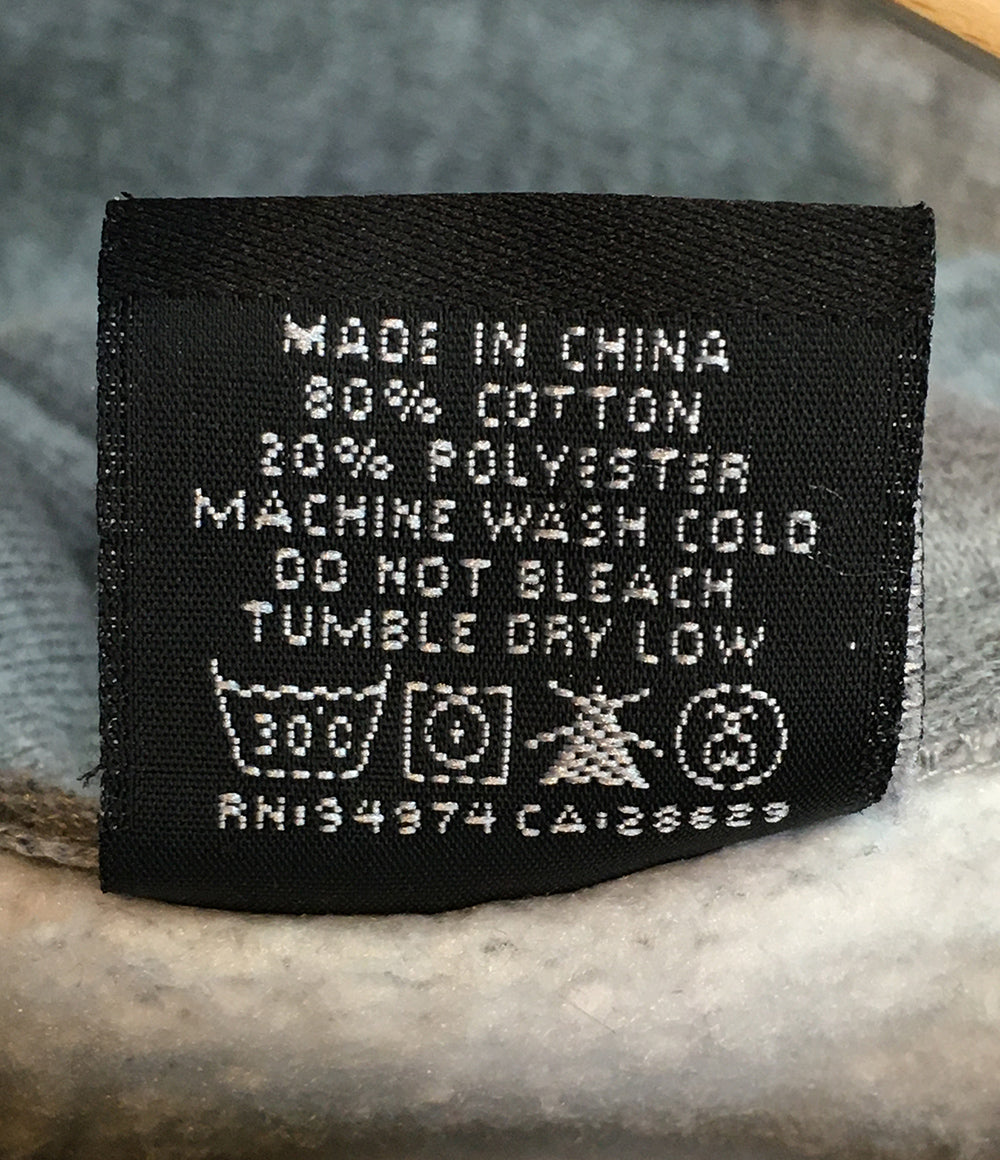 MADE IN CHINA
80% COTTON
20% POLYESTER
MACHINE WASH COLD
DO NOT BLEACH
TUMBLE DRY LOW
30°C
RN:94974 CA:28629